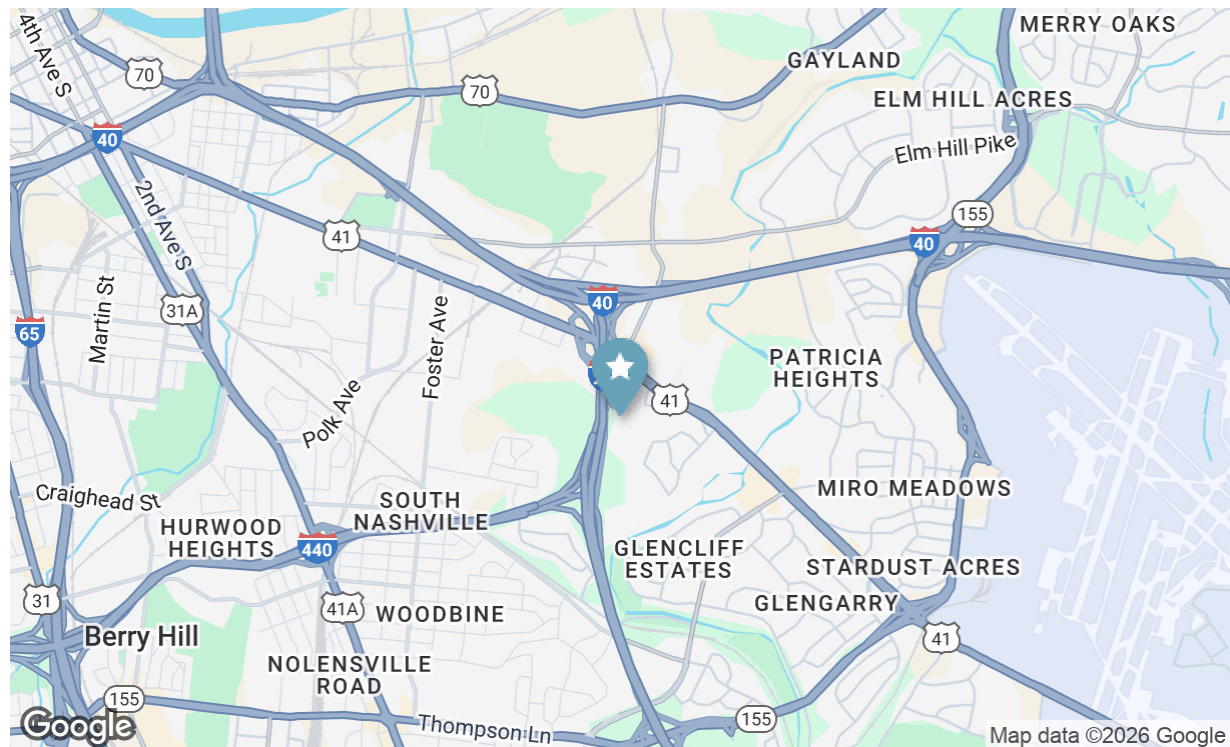 4th Ave S
70
MERRY OAKS
GAYLAND
70
ELM HILL ACRES
40
Elm Hill Pike
2nd Ave S
155
41
40
40
Martin St
31A
65
Foster Ave
PATRICIA
HEIGHTS
41
Polk Ave
Craighead St
SOUTH
NASHVILLE
MIRO MEADOWS
HURWOOD
HEIGHTS
440
GLENCLIFF
ESTATES
STARDUST ACRES
31
41A
WOODBINE
GLENGARRY
Berry Hill
41
NOLENSVILLE
ROAD
155
Thompson Ln
155
Google
Map data ©2026 Google